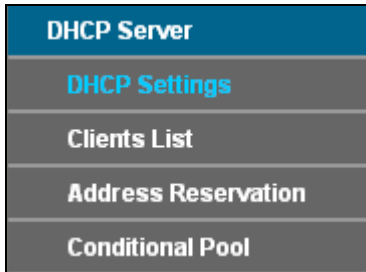 DHCP Server
DHCP Settings
Clients List
Address Reservation
Conditional Pool